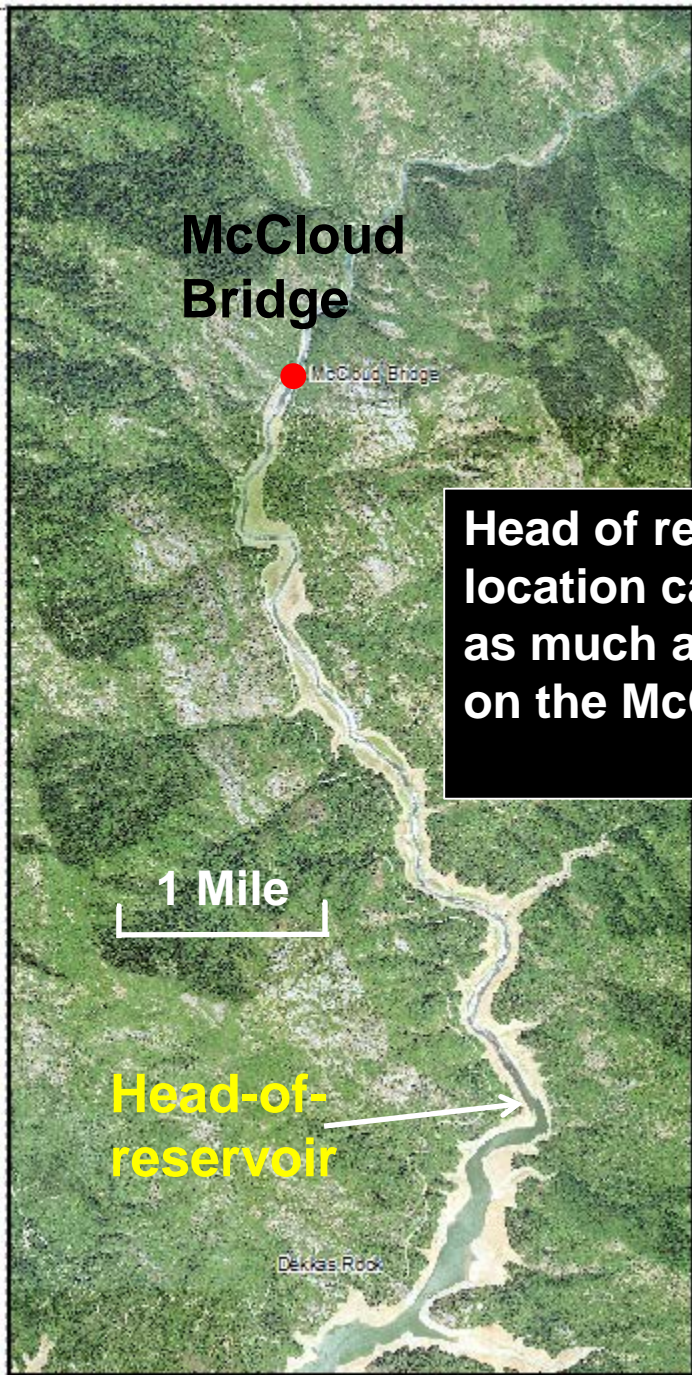 McCloud
Bridge
McCloud Bridge
Head of re
location ca
as much a
on the McC
1 Mile
Head-of-
reservoir
Dekkas Rock